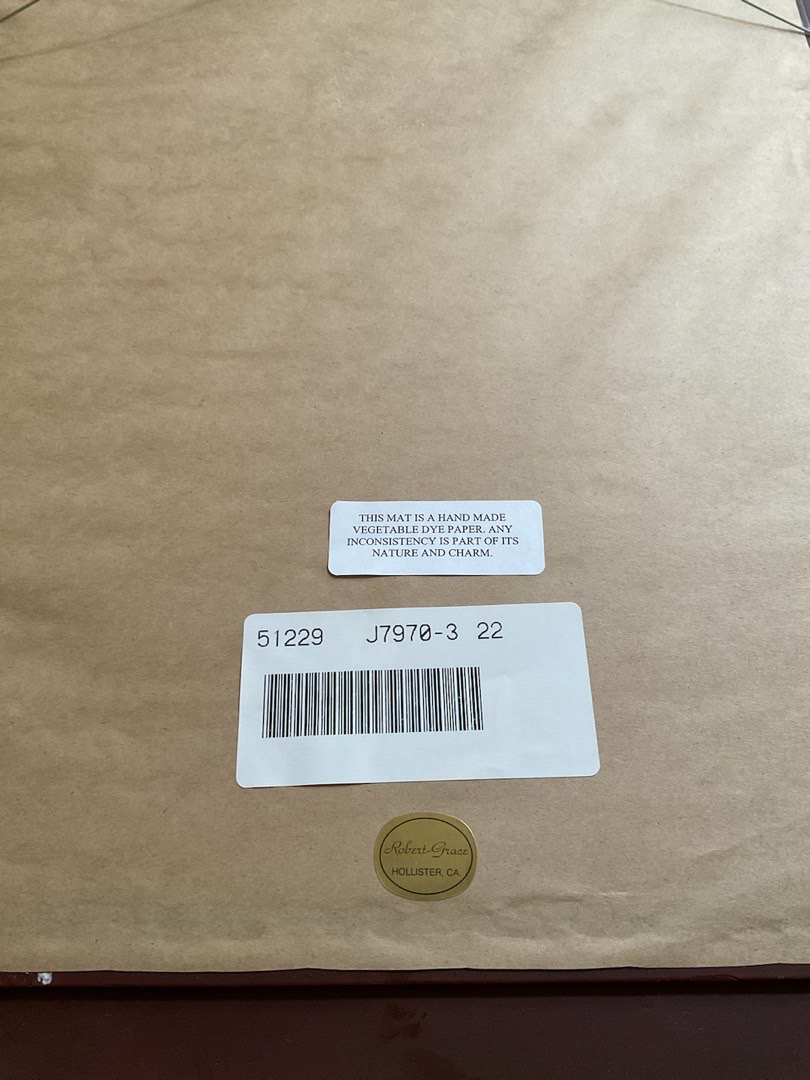 THIS MAT IS A HAND MADE
VEGETABLE DYE PAPER. ANY
INCONSISTENCY IS PART OF ITS
NATURE AND CHARM.
51229 J7970-3 22
Robert-Grace
HOLLISTER, CA.